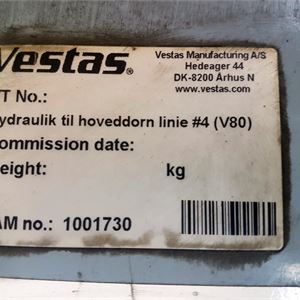 Vestas®
Vestas Manufacturing A/S
Hedeager 44
DK-8200 Århus N
www.vestas.com
T No.:
ydraulik til hoveddorn linie #4 (V80)
ommission date:
eight: kg
AM no.: 1001730